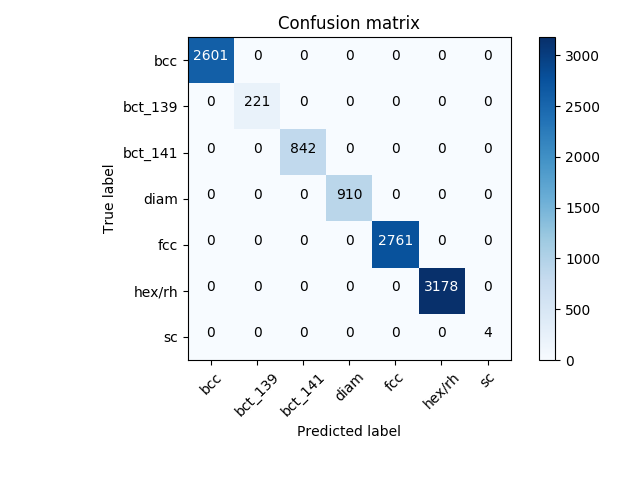 Confusion matrix
True label
bcc 2601 0 0 0 0 0 0
bct_139 0 221 0 0 0 0 0
bct_141 0 0 842 0 0 0 0
diam 0 0 0 910 0 0 0
fcc 0 0 0 0 2761 0 0
hex/rh 0 0 0 0 0 3178 0
sc 0 0 0 0 0 0 4
bcc bct_139 bct_141 diam fcc hex/rh sc
Predicted label
3000
2500
2000
1500
1000
500
0